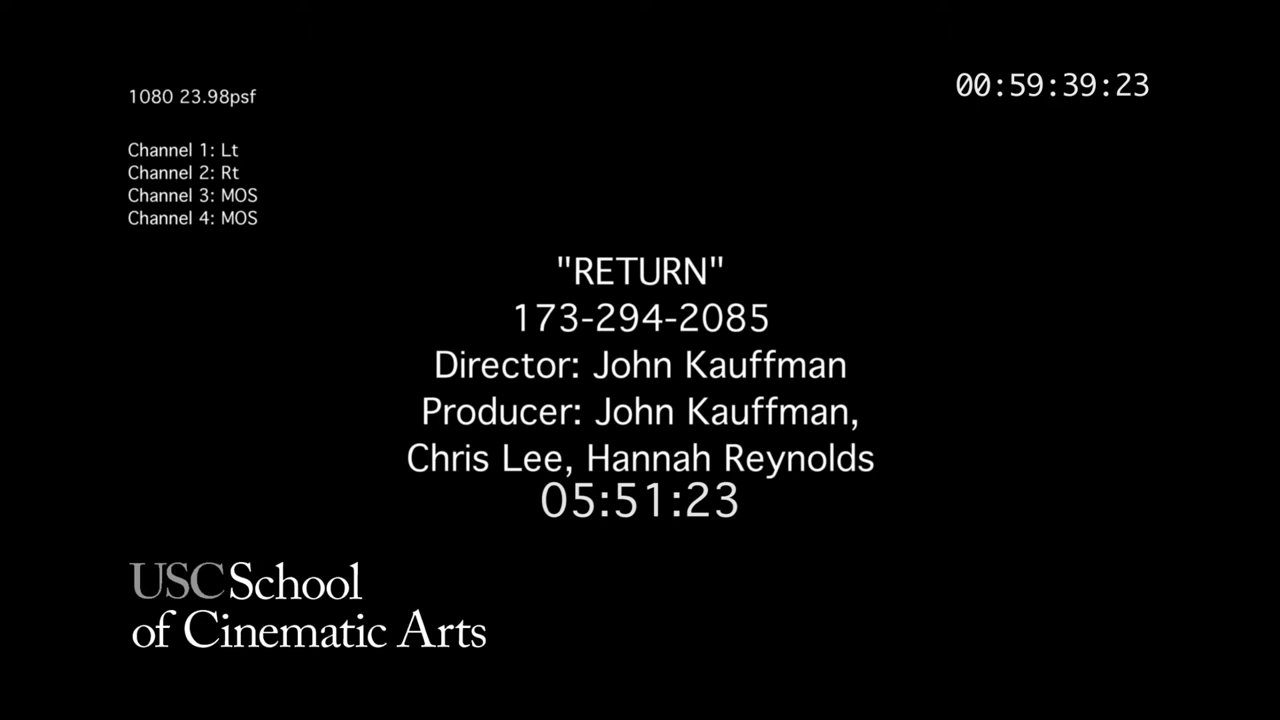 1080 23.98psf
00:59:39:23
Channel 1: Lt
Channel 2: Rt
Channel 3: MOS
Channel 4: MOS
"RETURN"
173-294-2085
Director: John Kauffman
Producer: John Kauffman,
Chris Lee, Hannah Reynolds
05:51:23
USC School
of Cinematic Arts